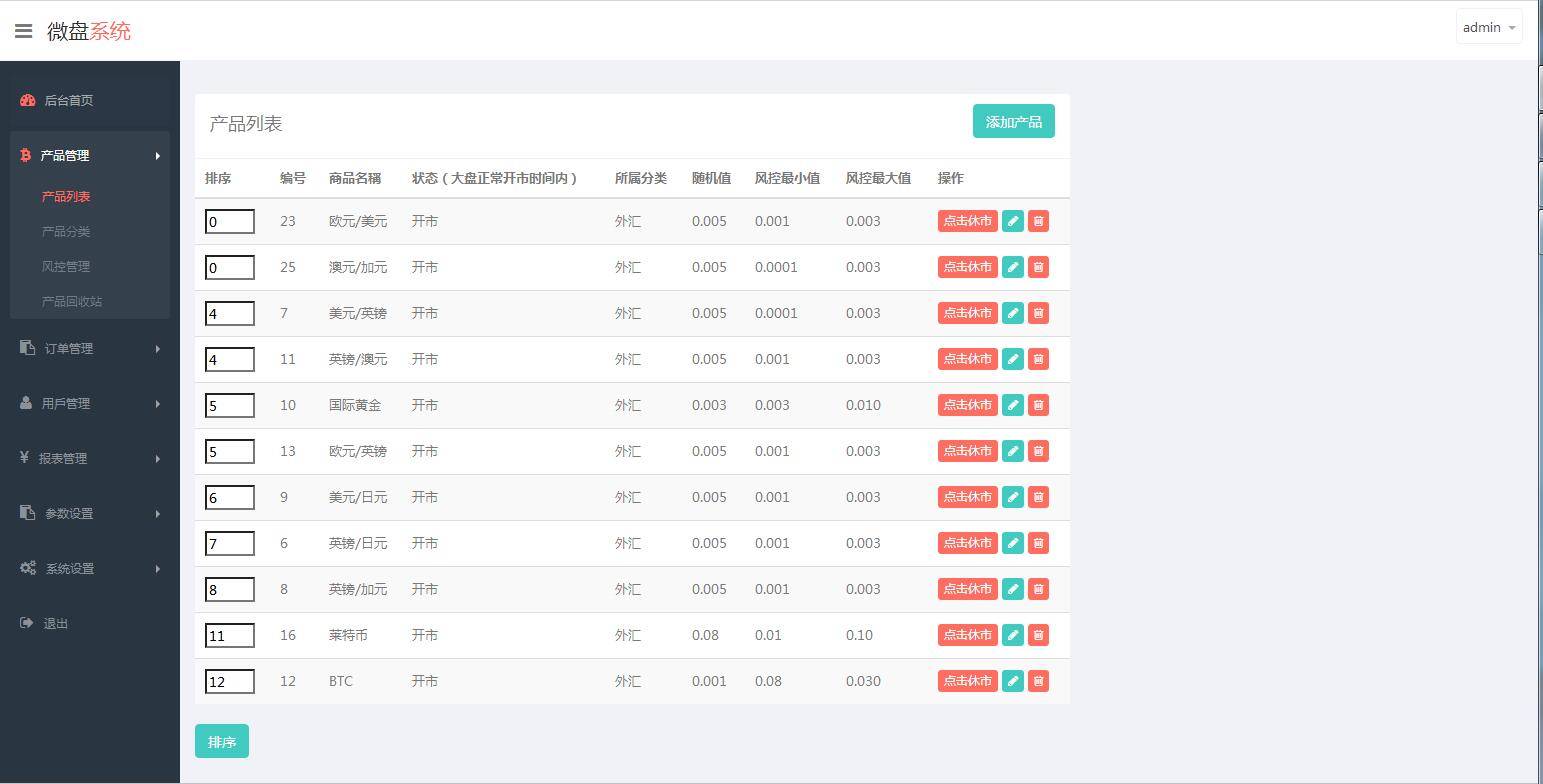 微盘系统
admin
后台首页
产品管理
产品列表
产品分类
风控管理
产品回收站
订单管理
用戶管理
报表管理
参数设置
系统设置
退出
产品列表
添加产品
排序 编号 商品名稱 状态（大盘正常开市时间内） 所属分类 随机值 风控最小值 风控最大值 操作
0 23 欧元/美元 开市 外汇 0.005 0.001 0.003 点击休市
0 25 澳元/加元 开市 外汇 0.005 0.0001 0.003 点击休市
4 7 美元/英镑 开市 外汇 0.005 0.0001 0.003 点击休市
4 11 英镑/澳元 开市 外汇 0.005 0.001 0.003 点击休市
5 10 国际黄金 开市 外汇 0.003 0.003 0.010 点击休市
5 13 欧元/英镑 开市 外汇 0.005 0.001 0.003 点击休市
6 9 美元/日元 开市 外汇 0.005 0.001 0.003 点击休市
7 6 英镑/日元 开市 外汇 0.005 0.001 0.003 点击休市
8 8 英镑/加元 开市 外汇 0.005 0.001 0.003 点击休市
11 16 莱特币 开市 外汇 0.08 0.01 0.10 点击休市
12 12 BTC 开市 外汇 0.001 0.08 0.030 点击休市
排序